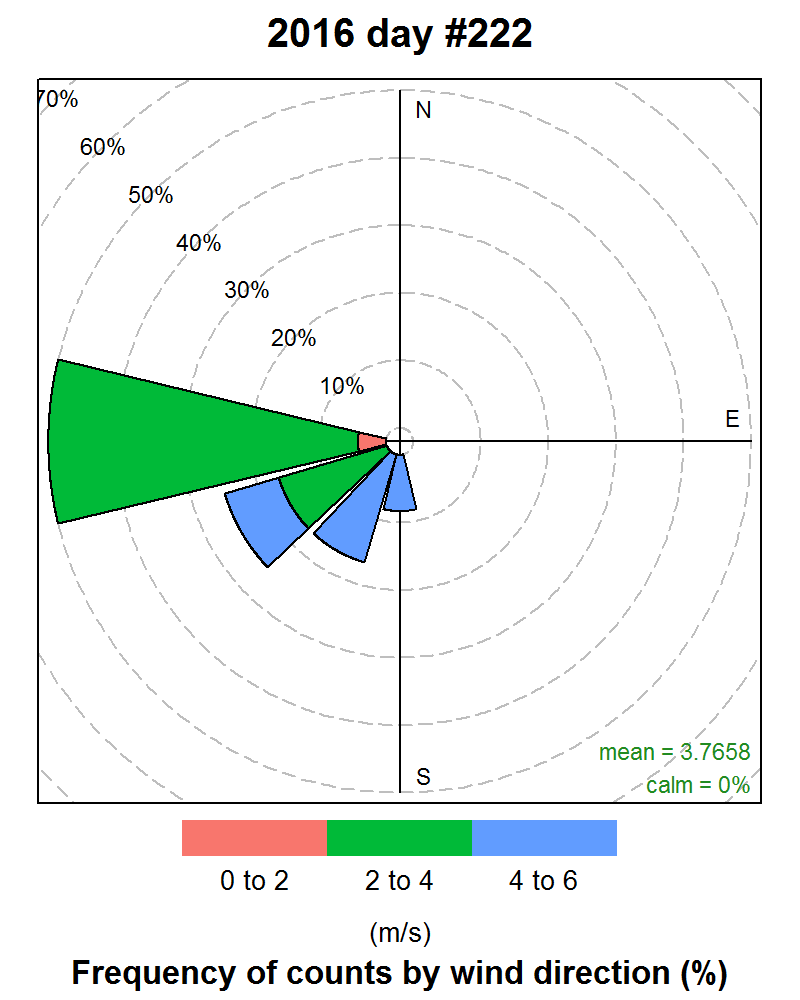 2016 day #222
70%
N
60%
50%
40%
30%
20%
10%
E
mean = 3.7658
S
calm = 0%
0 to 2 2 to 4 4 to 6
(m/s)
Frequency of counts by wind direction (%)